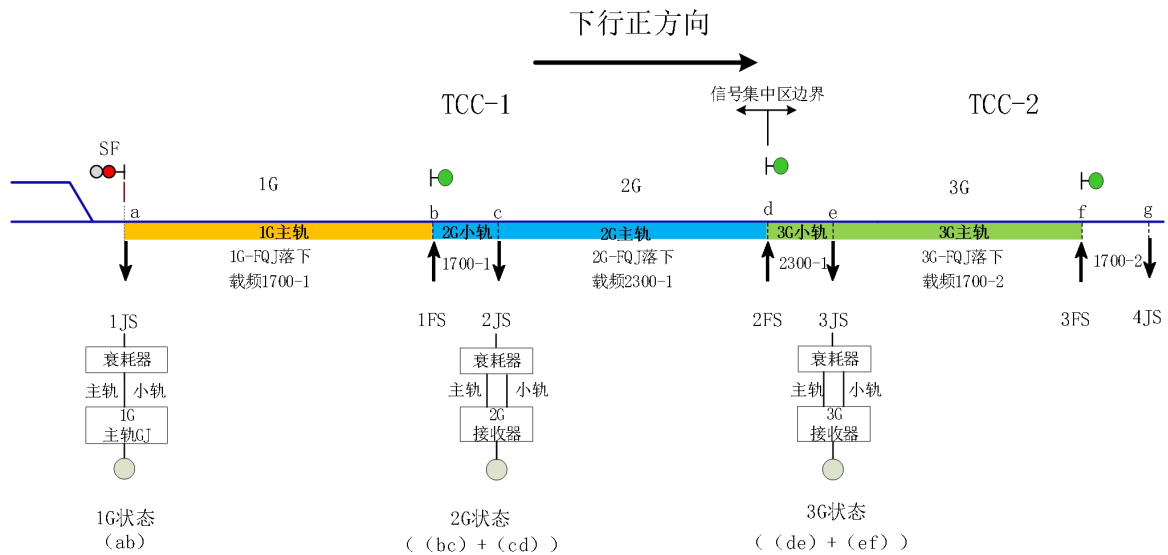 下行正方向
TCC-1
信号集中区边界
TCC-2
SF
1G
2G
3G
a
b
c
d
e
f
g
1G主轨
2G小轨
2G主轨
3G小轨
3G主轨
1G-FQJ落下
载频1700-1
1700-1
2G-FQJ落下
载频2300-1
2300-1
3G-FQJ落下
载频1700-2
1700-2
1JS
1FS
2JS
2FS
3JS
3FS
4JS
衰耗器
衰耗器
衰耗器
主轨
小轨
主轨
小轨
主轨
小轨
1G
主轨GJ
2G
接收器
3G
接收器
1G状态
（ab）
2G状态
（（bc）+（cd））
3G状态
（（de）+（ef））